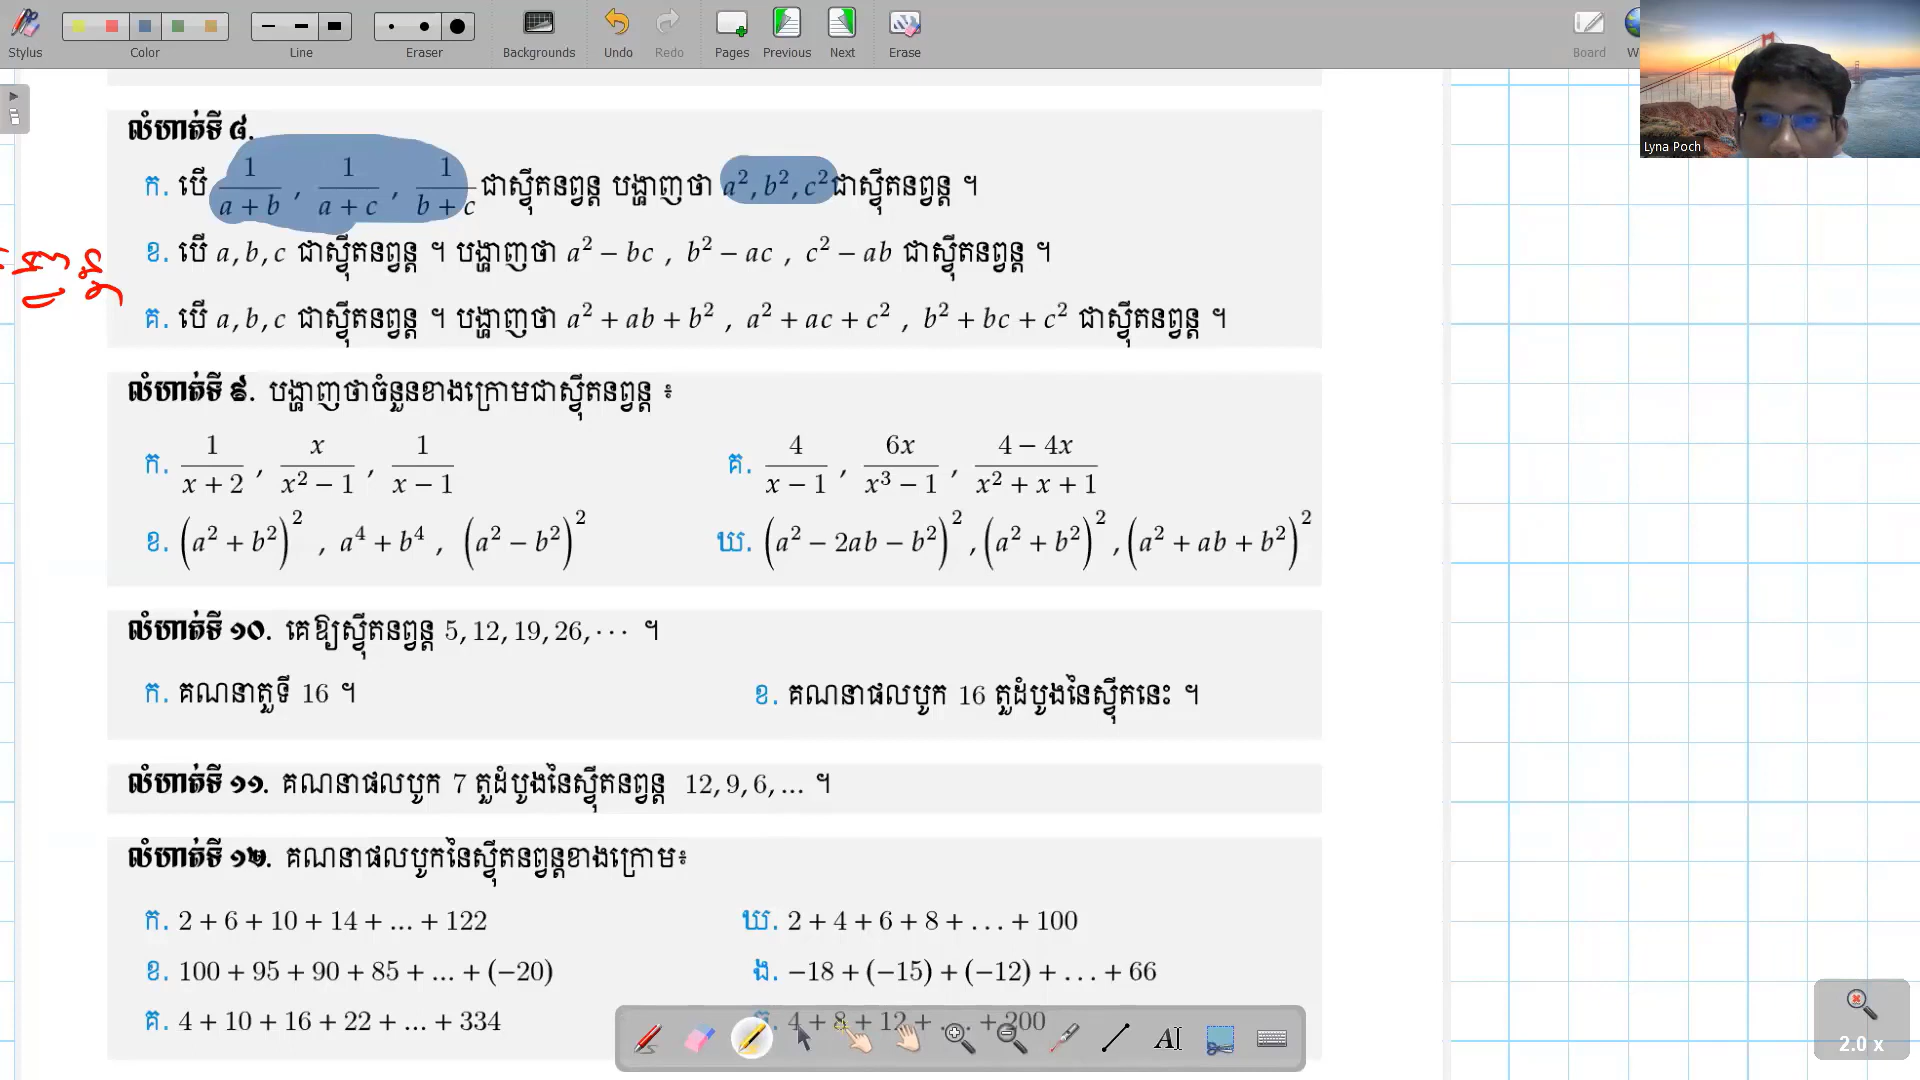 Stylus Color Line Eraser Backgrounds Undo Redo Pages Previous Next Erase Board
Lyna Poch
លំហាត់ទី ៨.
ក. បើ 1/(a + b) , 1/(a + c) , 1/(b + c) ជាស្វ៊ីតនព្វន្ត បង្ហាញថា a², b², c² ជាស្វ៊ីតនព្វន្ត ។
ខ. បើ a, b, c ជាស្វ៊ីតនព្វន្ត ។ បង្ហាញថា a² − bc , b² − ac , c² − ab ជាស្វ៊ីតនព្វន្ត ។
គ. បើ a, b, c ជាស្វ៊ីតនព្វន្ត ។ បង្ហាញថា a² + ab + b² , a² + ac + c² , b² + bc + c² ជាស្វ៊ីតនព្វន្ត ។
លំហាត់ទី ៩. បង្ហាញថាចំនួនខាងក្រោមជាស្វ៊ីតនព្វន្ត ៖
ក. 1/(x + 2) , x/(x² − 1) , 1/(x − 1)
គ. 4/(x − 1) , 6x/(x³ − 1) , (4 − 4x)/(x² + x + 1)
ខ. (a² + b²)² , a⁴ + b⁴ , (a² − b²)²
ឃ. (a² − 2ab − b²)² , (a² + b²)² , (a² + ab + b²)²
លំហាត់ទី ១០. គេឱ្យស្វ៊ីតនព្វន្ត 5, 12, 19, 26, ⋯ ។
ក. គណនាតួទី 16 ។
ខ. គណនាផលបូក 16 តួដំបូងនៃស្វ៊ីតនេះ ។
លំហាត់ទី ១១. គណនាផលបូក 7 តួដំបូងនៃស្វ៊ីតនព្វន្ត 12, 9, 6, … ។
លំហាត់ទី ១២. គណនាផលបូកនៃស្វ៊ីតនព្វន្តខាងក្រោម៖
ក. 2 + 6 + 10 + 14 + … + 122
ឃ. 2 + 4 + 6 + 8 + . . . + 100
ខ. 100 + 95 + 90 + 85 + … + (−20)
ង. −18 + (−15) + (−12) + . . . + 66
គ. 4 + 10 + 16 + 22 + … + 334
4 + 8 + 12 + . . . + 200
2.0 x